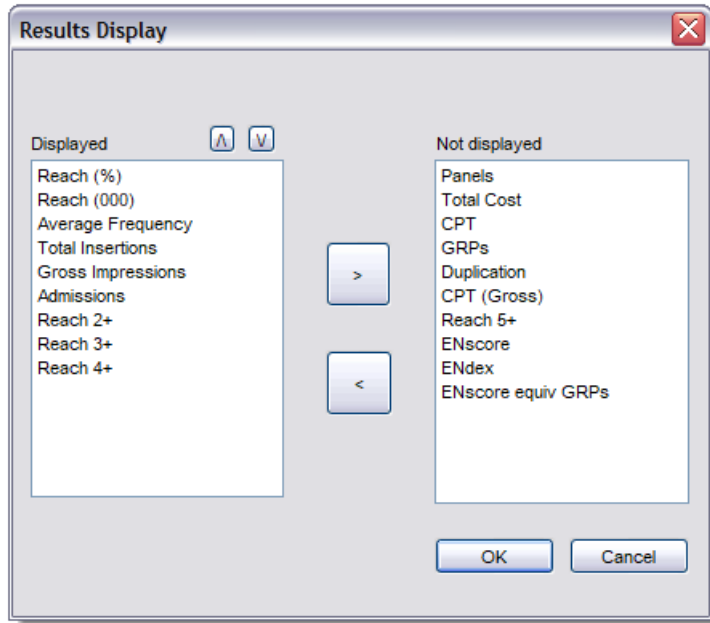 Results Display
Displayed
Λ
V
Reach (%)
Reach (000)
Average Frequency
Total Insertions
Gross Impressions
Admissions
Reach 2+
Reach 3+
Reach 4+
>
<
Not displayed
Panels
Total Cost
CPT
GRPs
Duplication
CPT (Gross)
Reach 5+
ENscore
ENdex
ENscore equiv GRPs
OK
Cancel